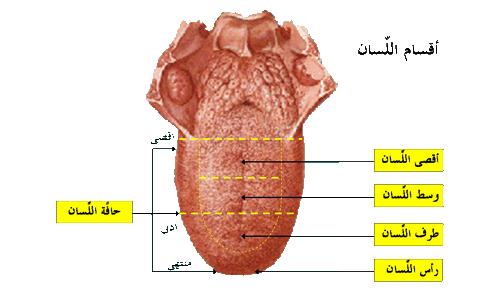 أقسام اللّسان
أقصى
أقصى اللّسان
وسط اللّسان
حافّة اللّسان
أدنى
طرف اللّسان
منتهى
رأس اللّسان